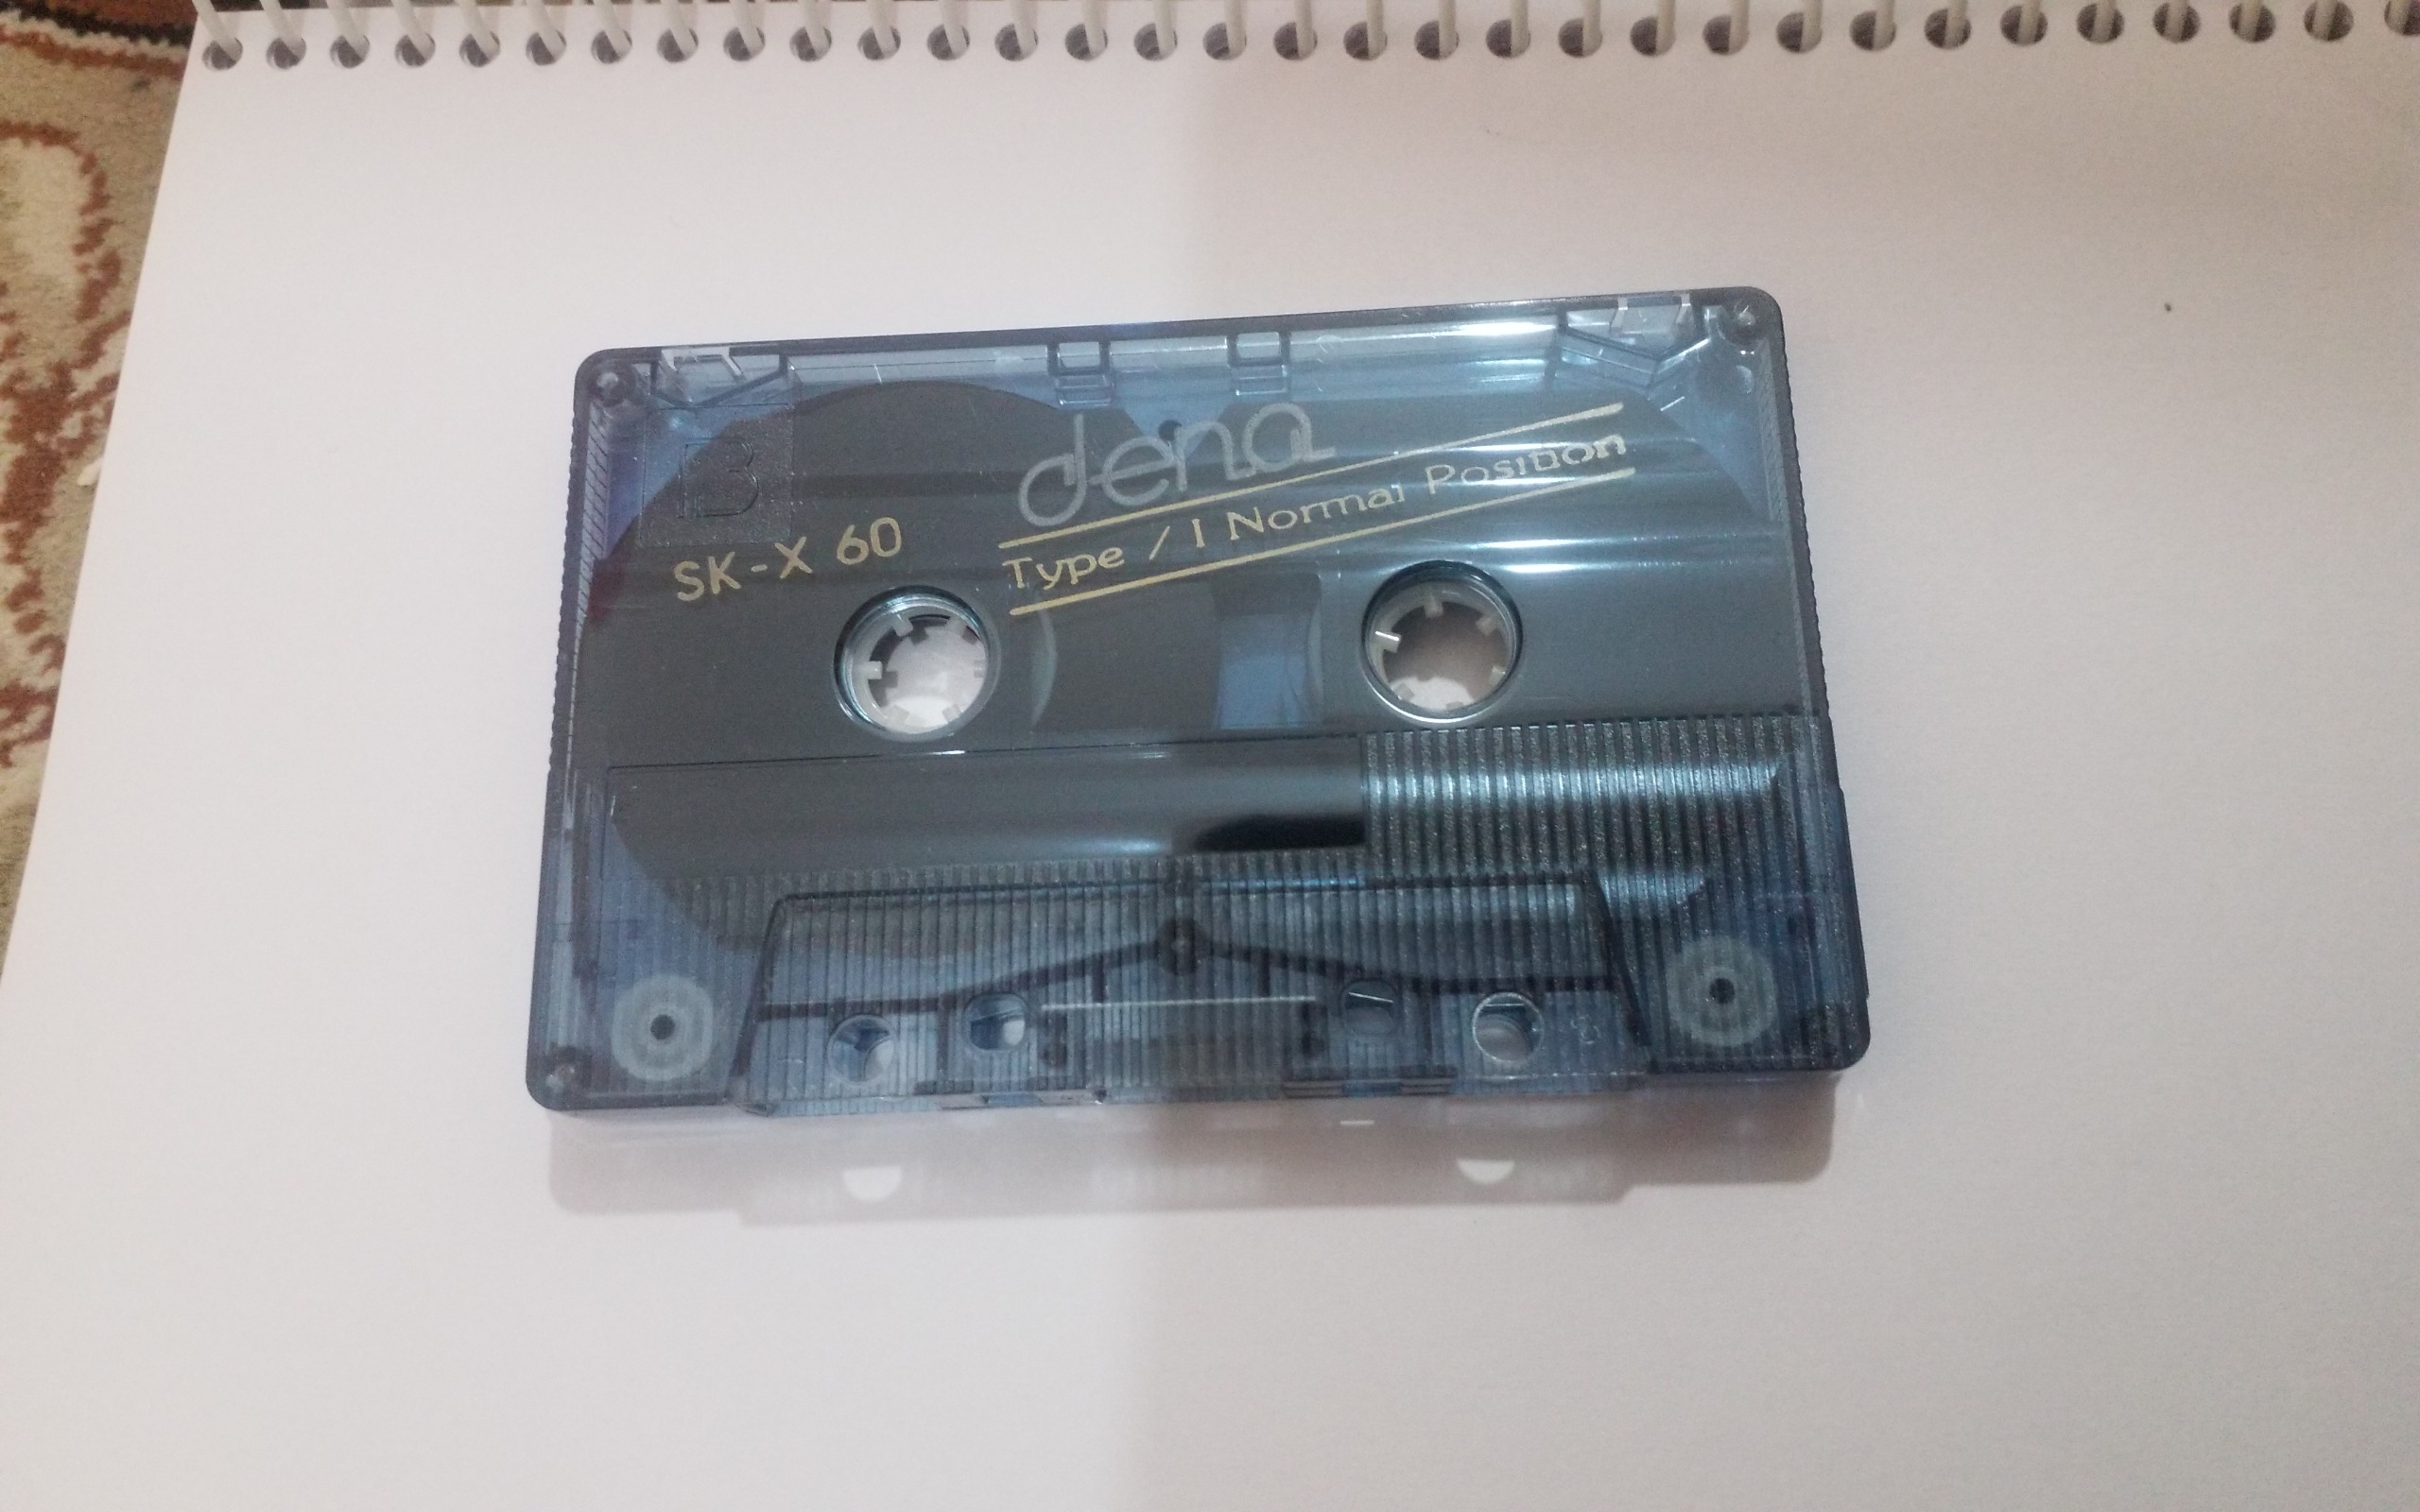 dena
Type / I Normal Position
B
SK-X 60